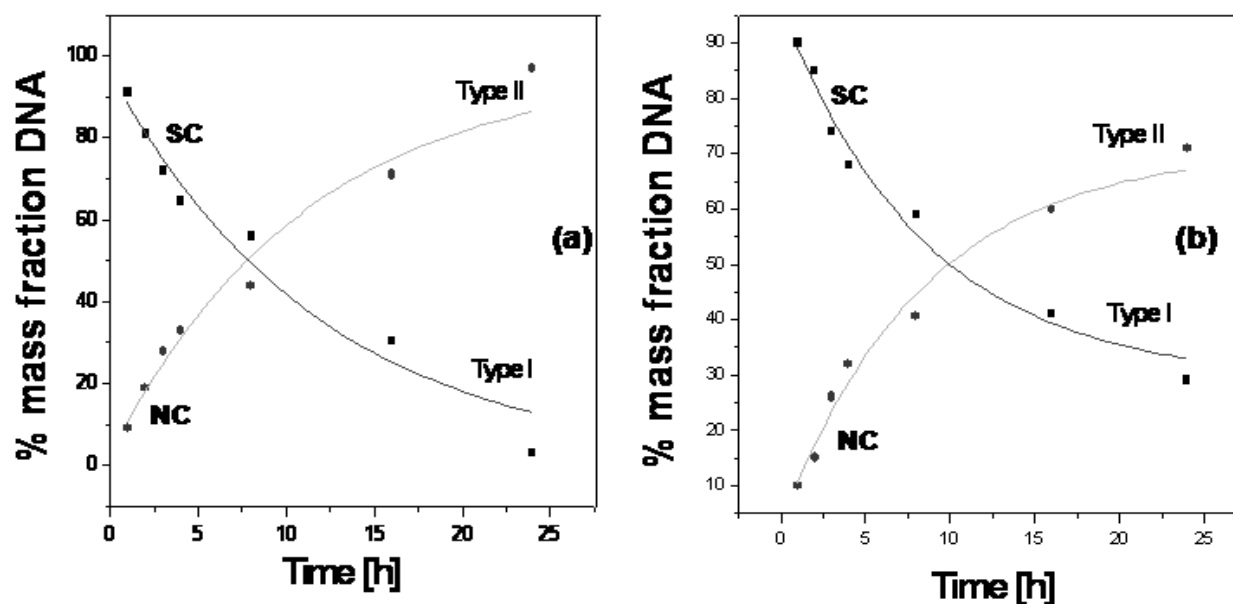 % mass fraction DNA
100
80
60
40
20
0
SC
Type II
(a)
Type I
NC
0 5 10 15 20 25
Time [h]
% mass fraction DNA
90
80
70
60
50
40
30
20
10
SC
Type II
(b)
Type I
NC
0 5 10 15 20 25
Time [h]